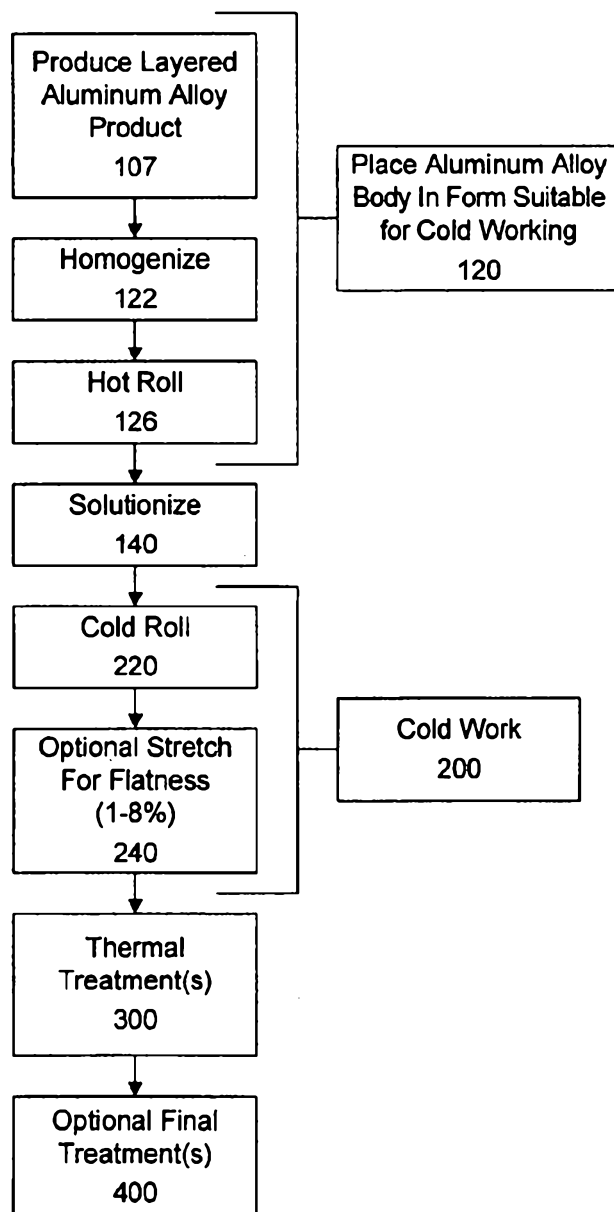 Produce Layered
Aluminum Alloy
Product
107
Place Aluminum Alloy
Body In Form Suitable
for Cold Working
120
Homogenize
122
Hot Roll
126
Solutionize
140
Cold Roll
220
Optional Stretch
For Flatness
(1-8%)
240
Cold Work
200
Thermal
Treatment(s)
300
Optional Final
Treatment(s)
400